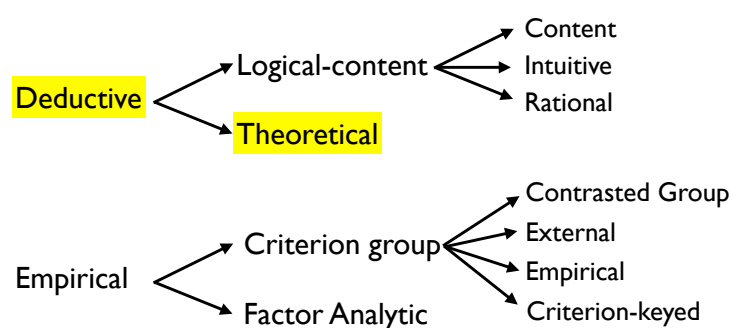 Deductive
Logical-content
Theoretical
Content
Intuitive
Rational
Empirical
Criterion group
Factor Analytic
Contrasted Group
External
Empirical
Criterion-keyed